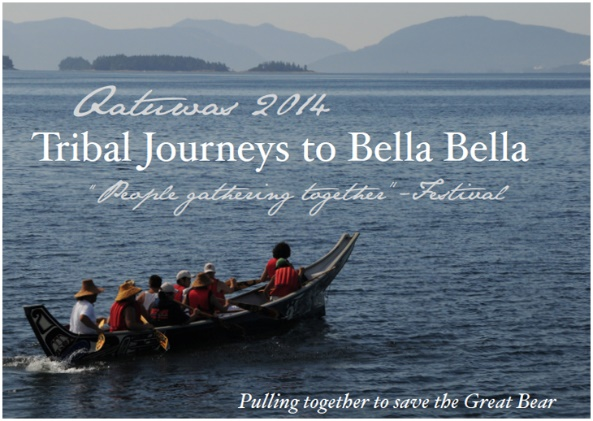 Qatuwas 2014
Tribal Journeys to Bella Bella
"People gathering together"-Festival
Pulling together to save the Great Bear